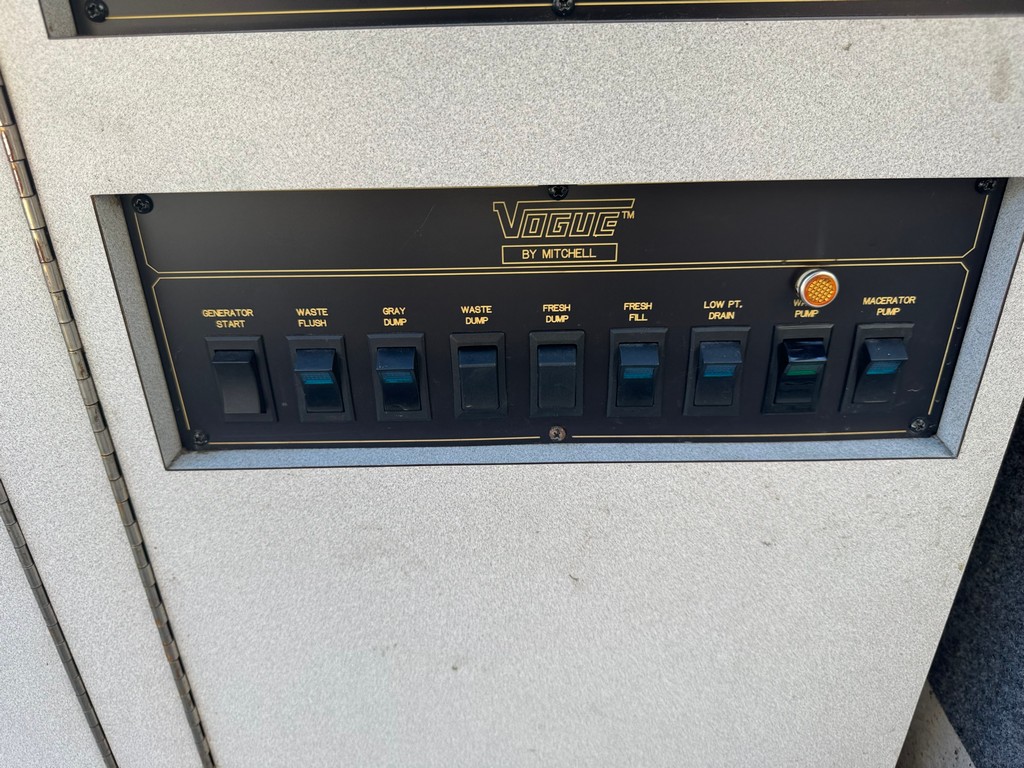 VOGUE™
BY MITCHELL
GENERATOR
START
WASTE
FLUSH
GRAY
DUMP
WASTE
DUMP
FRESH
DUMP
FRESH
FILL
LOW PT.
DRAIN
PUMP
MACERATOR
PUMP